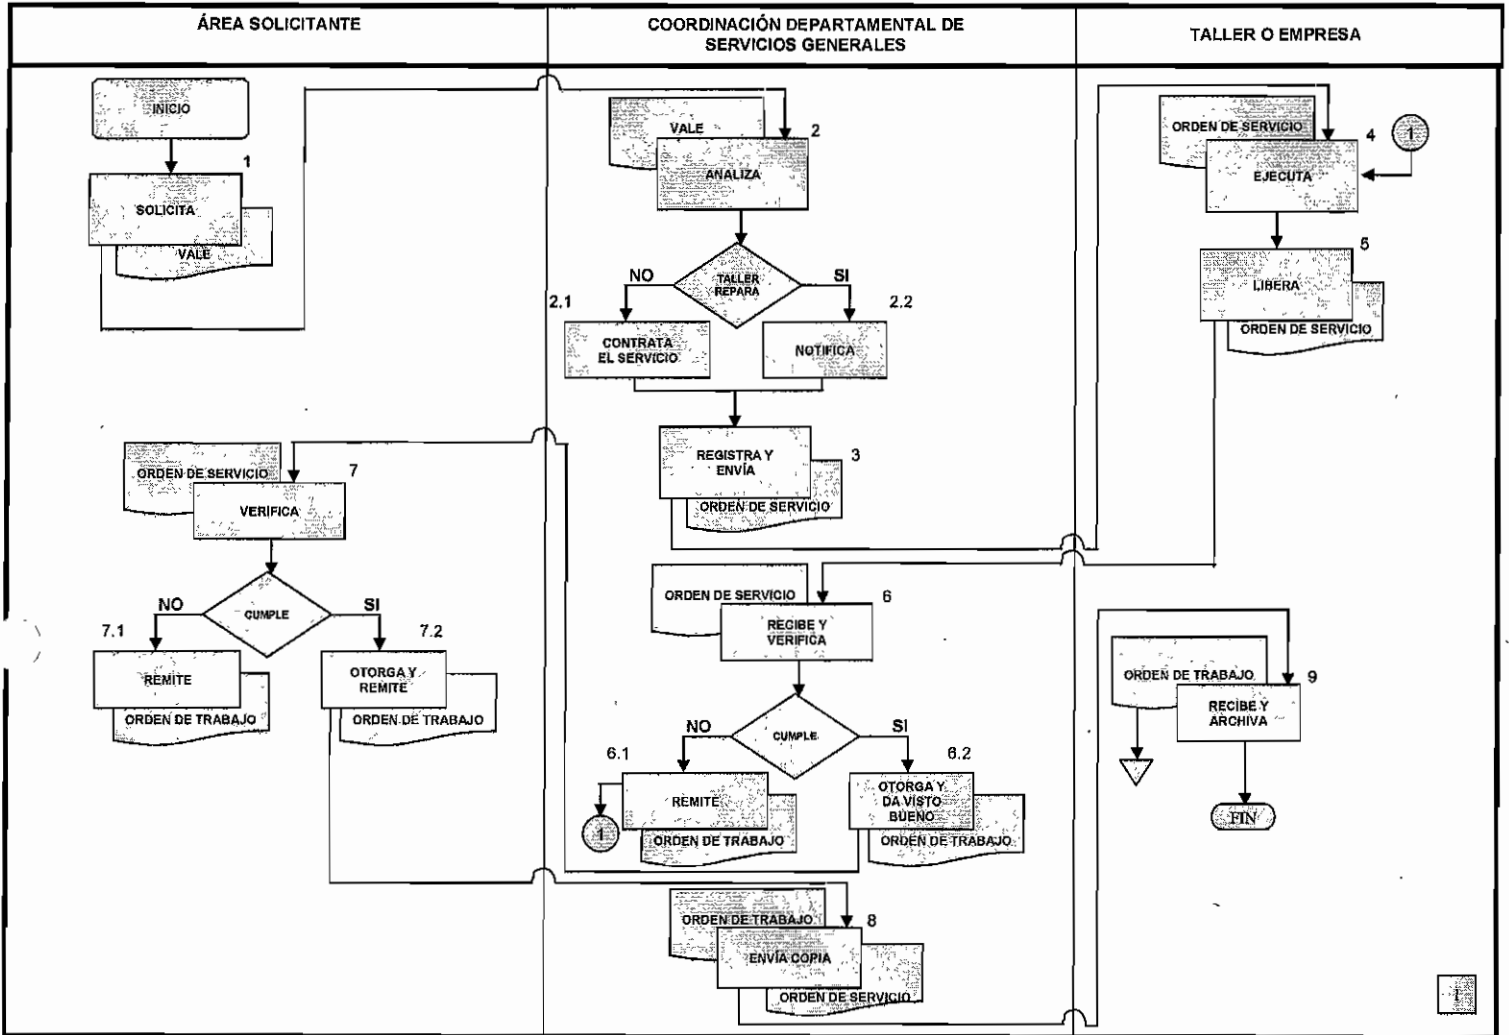 ÁREA SOLICITANTE
COORDINACIÓN DEPARTAMENTAL DE
SERVICIOS GENERALES
TALLER O EMPRESA
INICIO
1
SOLICITA
VALE
VALE
2
ANALIZA
TALLER
REPARA
NO
SI
2.1
CONTRATA
EL SERVICIO
2.2
NOTIFICA
REGISTRA Y
ENVÍA
3
ORDEN DE SERVICIO
ORDEN DE SERVICIO
4
1
EJECUTA
5
LIBERA
ORDEN DE SERVICIO
ORDEN DE SERVICIO
6
RECIBE Y
VERIFICA
CUMPLE
NO
SI
6.1
REMITE
ORDEN DE TRABAJO
1
6.2
OTORGA Y
DA VISTO
BUENO
ORDEN DE TRABAJO
ORDEN DE SERVICIO
7
VERIFICA
CUMPLE
NO
SI
7.1
REMITE
ORDEN DE TRABAJO
7.2
OTORGA Y
REMITE
ORDEN DE TRABAJO
ORDEN DE TRABAJO
8
ENVÍA COPIA
ORDEN DE SERVICIO
ORDEN DE TRABAJO
9
RECIBE Y
ARCHIVA
FIN